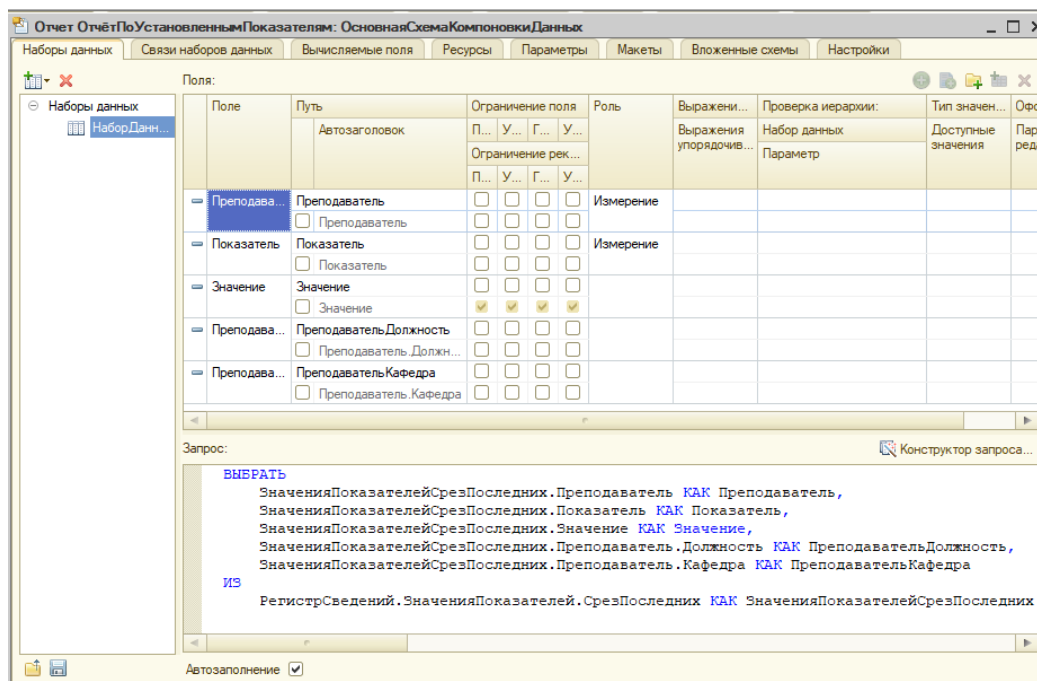 Отчет ОтчётПоУстановленнымПоказателям: ОсновнаяСхемаКомпоновкиДанных
Наборы данных Связи наборов данных Вычисляемые поля Ресурсы Параметры Макеты Вложенные схемы Настройки
Поля:
Наборы данных
НаборДанн...
Поле Путь Ограничение поля Роль Выражени... Проверка иерархии: Тип значен... Офо
Автозаголовок П... У... Г... У... Выражения упорядочив... Набор данных Доступные значения Пар ред
Ограничение рек... Параметр
П... У... Г... У...
Преподава... Преподаватель Измерение
Преподаватель
Показатель Показатель Измерение
Показатель
Значение Значение
Значение
Преподава... ПреподавательДолжность
Преподаватель.Должн...
Преподава... ПреподавательКафедра
Преподаватель.Кафедра
Запрос:
Конструктор запроса...
ВЫБРАТЬ
ЗначенияПоказателейСрезПоследних.Преподаватель КАК Преподаватель,
ЗначенияПоказателейСрезПоследних.Показатель КАК Показатель,
ЗначенияПоказателейСрезПоследних.Значение КАК Значение,
ЗначенияПоказателейСрезПоследних.Преподаватель.Должность КАК ПреподавательДолжность,
ЗначенияПоказателейСрезПоследних.Преподаватель.Кафедра КАК ПреподавательКафедра
ИЗ
РегистрСведений.ЗначенияПоказателей.СрезПоследних КАК ЗначенияПоказателейСрезПоследних
Автозаполнение